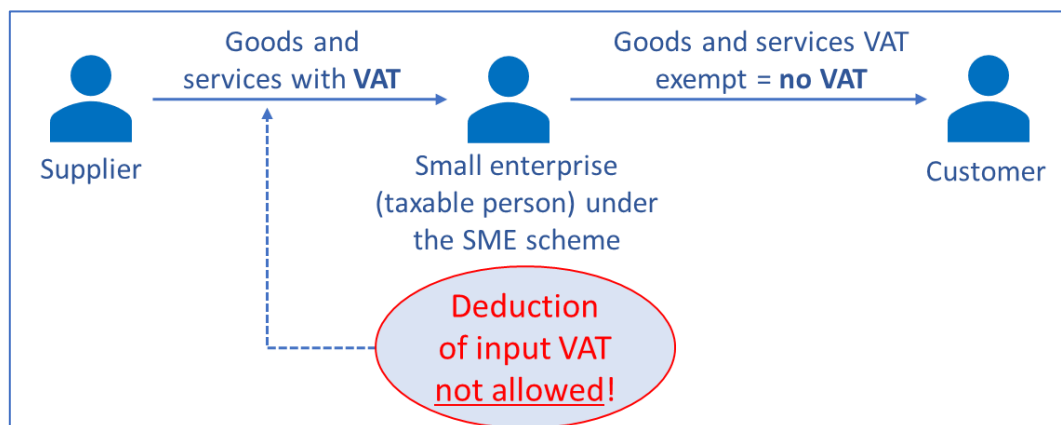 Goods and
services with VAT
Goods and services VAT
exempt = no VAT
Supplier
Small enterprise
(taxable person) under
the SME scheme
Customer
Deduction
of input VAT
not allowed!